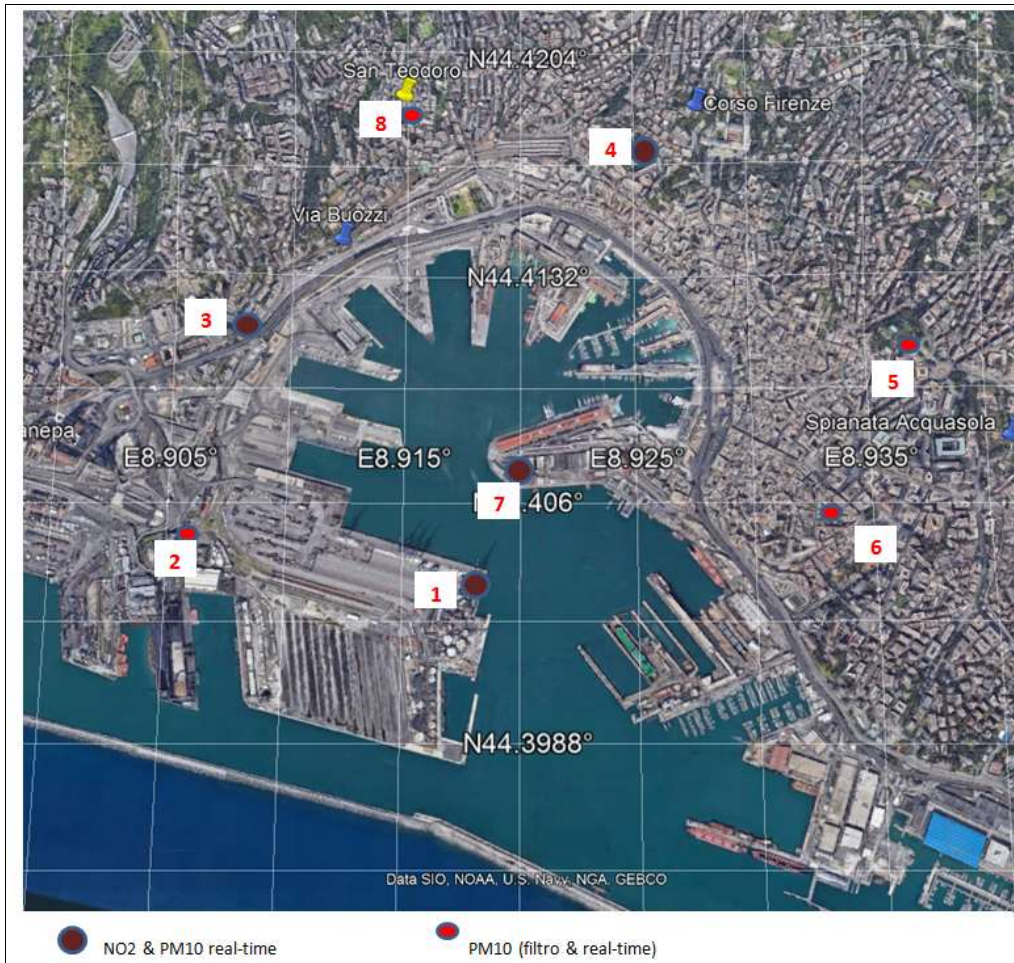 N44.4204°
San Teodoro
8
Corso Firenze
4
Via Buozzi
N44.4132°
3
5
Spianata Acquasola
anepa
E8.905°
E8.915°
E8.925°
E8.935°
7
.406°
6
2
1
N44.3988°
Data SIO, NOAA, U.S. Navy, NGA, GEBCO
NO2 & PM10 real-time
PM10 (filtro & real-time)